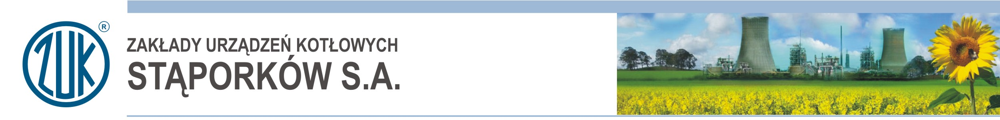 ZUK ®
ZAKŁADY URZĄDZEŃ KOTŁOWYCH
STĄPORKÓW S.A.